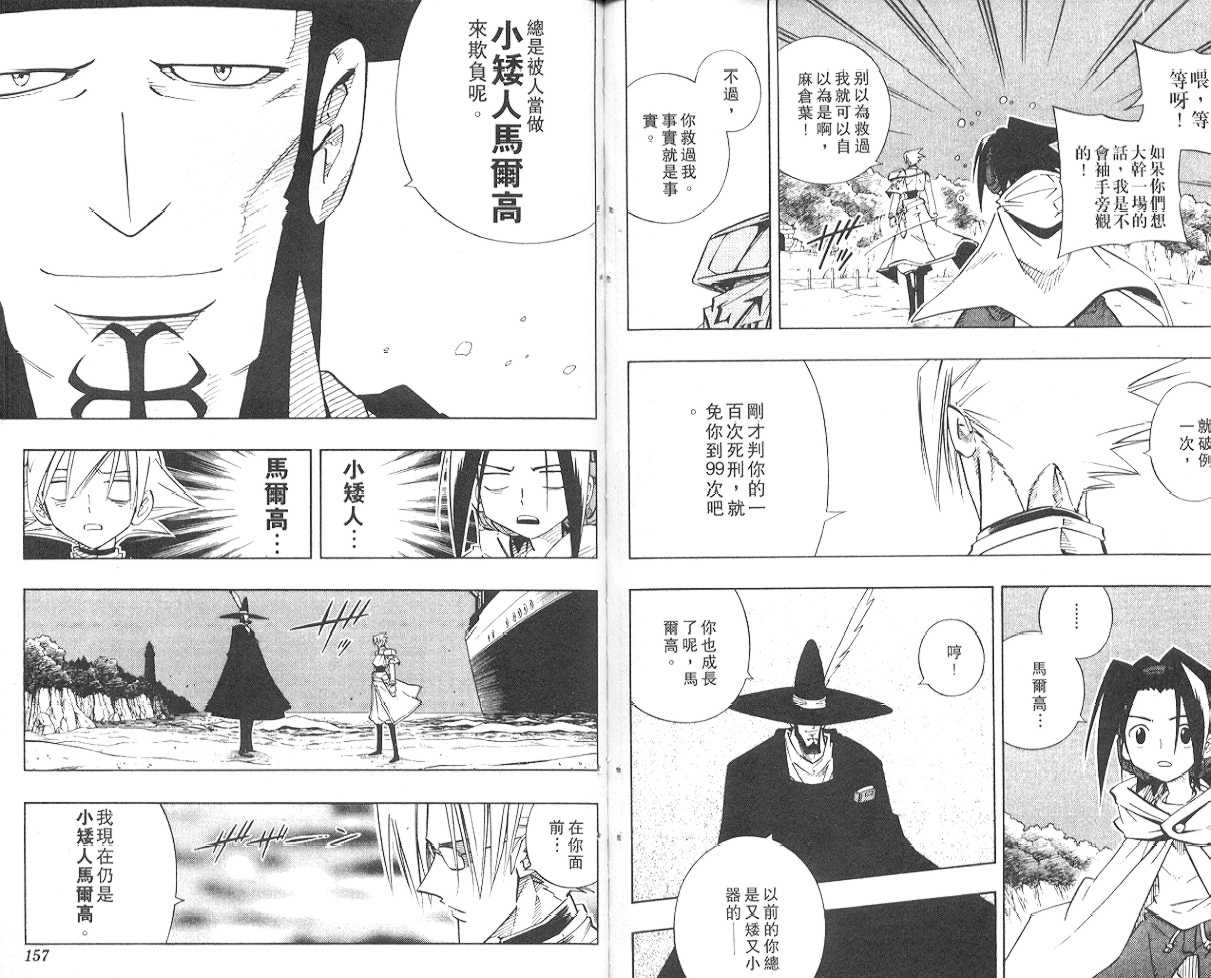 喂，等
等呀！
如果你們想
大幹一場的
話，我是不
會袖手旁觀
的！
別以為救過
我就可以自
以為是啊，
麻倉葉！
不過，
你救過我。
事實就是事
實。
就破例
一次，
剛才判你的一
百次死刑，就
免你到99次吧
。
……
馬爾高…
哼！
你也成長
了呢，馬
爾高。
以前的你總
是又矮又小
器的——
總是被人當做
小矮人馬爾高
來欺負呢。
小矮人…
馬爾高…
在你面
前…
我現在仍是
小矮人馬爾高。
157